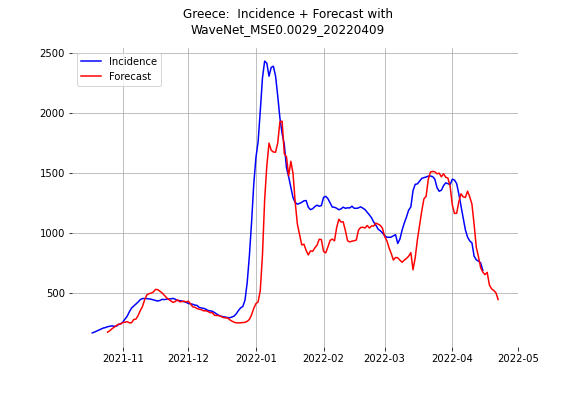 Greece:  Incidence + Forecast with
WaveNet_MSE0.0029_20220409
Incidence
Forecast
2500
2000
1500
1000
500
2021-11 2021-12 2022-01 2022-02 2022-03 2022-04 2022-05